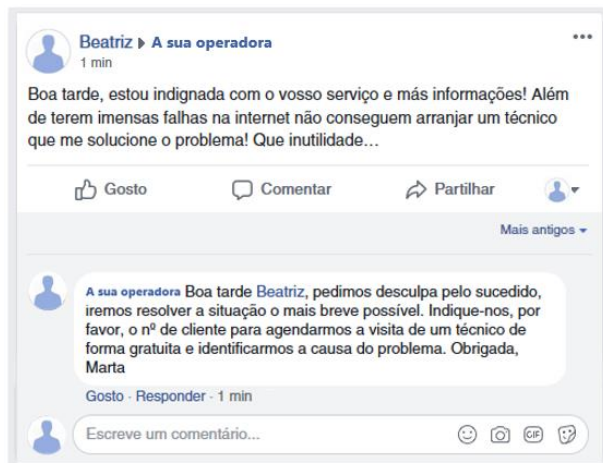 Beatriz ▸ A sua operadora
1 min
Boa tarde, estou indignada com o vosso serviço e más informações! Além
de terem imensas falhas na internet não conseguem arranjar um técnico
que me solucione o problema! Que inutilidade…
Gosto Comentar Partilhar
Mais antigos
A sua operadora Boa tarde Beatriz, pedimos desculpa pelo sucedido,
iremos resolver a situação o mais breve possível. Indique-nos, por
favor, o nº de cliente para agendarmos a visita de um técnico de
forma gratuita e identificarmos a causa do problema. Obrigada,
Marta
Gosto · Responder · 1 min
Escreve um comentário... GIF